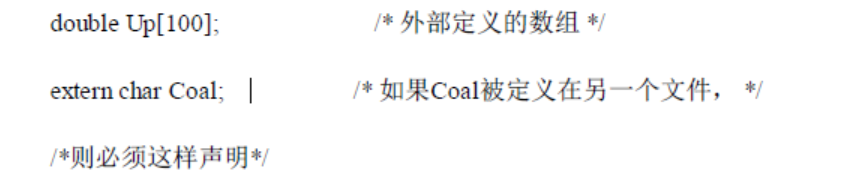 double Up[100]; /* 外部定义的数组 */
extern char Coal; /* 如果Coal被定义在另一个文件， */
/*则必须这样声明*/